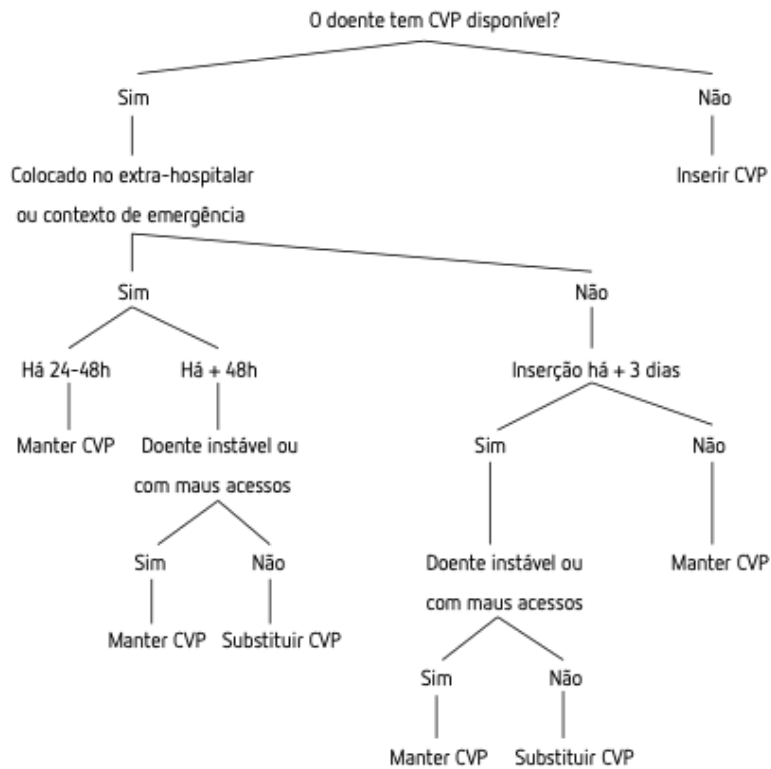 O doente tem CVP disponível?
Sim
Não
Colocado no extra-hospitalar
ou contexto de emergência
Inserir CVP
Sim
Não
Há 24-48h
Há + 48h
Inserção há + 3 dias
Manter CVP
Doente instável ou
com maus acessos
Sim
Não
Sim
Não
Doente instável ou
com maus acessos
Manter CVP
Manter CVP
Substituir CVP
Sim
Não
Manter CVP
Substituir CVP